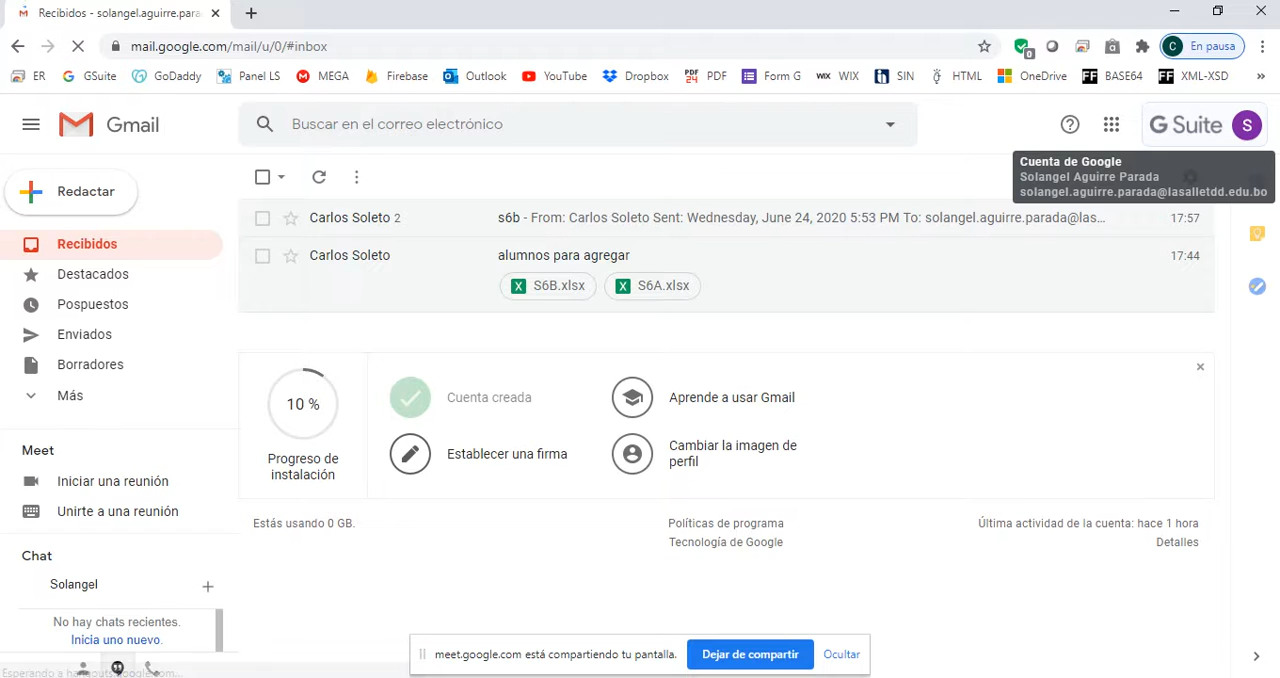 Recibidos - solangel.aguirre.para
mail.google.com/mail/u/0/#inbox
En pausa
C
0
ER
GSuite
GoDaddy
Panel LS
MEGA
Firebase
Outlook
YouTube
Dropbox
PDF
Form G
WIX
SIN
HTML
OneDrive
BASE64
XML-XSD
»
Gmail
Buscar en el correo electrónico
G Suite
S
Cuenta de Google
Solangel Aguirre Parada
solangel.aguirre.parada@lasalletdd.edu.bo
Redactar
Recibidos
Destacados
Pospuestos
Enviados
Borradores
Más
Carlos Soleto 2
s6b - From: Carlos Soleto Sent: Wednesday, June 24, 2020 5:53 PM To: solangel.aguirre.parada@las...
17:57
Carlos Soleto
alumnos para agregar
17:44
S6B.xlsx
S6A.xlsx
10 %
Progreso de
instalación
Cuenta creada
Establecer una firma
Aprende a usar Gmail
Cambiar la imagen de
perfil
Estás usando 0 GB.
Políticas de programa
Tecnología de Google
Última actividad de la cuenta: hace 1 hora
Detalles
Meet
Iniciar una reunión
Unirte a una reunión
Chat
Solangel
No hay chats recientes.
Inicia uno nuevo.
Esperando a hangouts.google.com...
meet.google.com está compartiendo tu pantalla.
Dejar de compartir
Ocultar